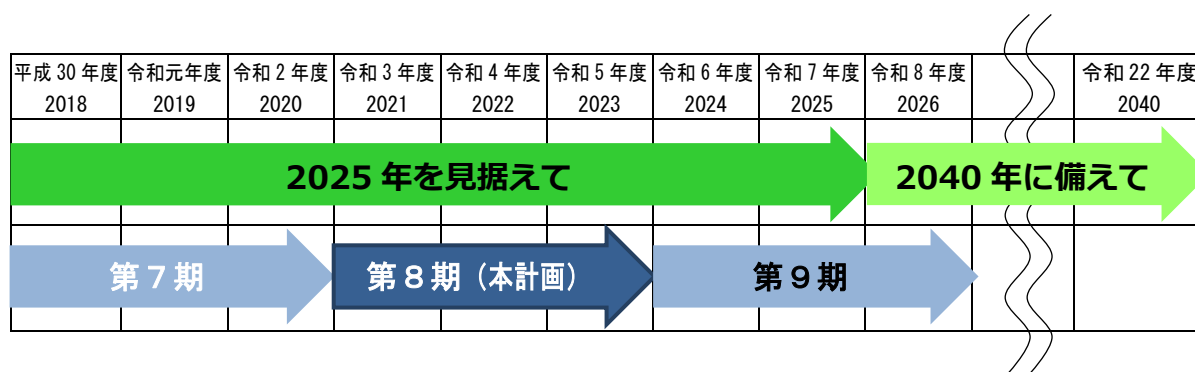 平成 30 年度 令和元年度 令和 2 年度 令和 3 年度 令和 4 年度 令和 5 年度 令和 6 年度 令和 7 年度 令和 8 年度 令和 22 年度
2018 2019 2020 2021 2022 2023 2024 2025 2026 2040
2025 年を見据えて 2040 年に備えて
第７期 第８期（本計画） 第９期